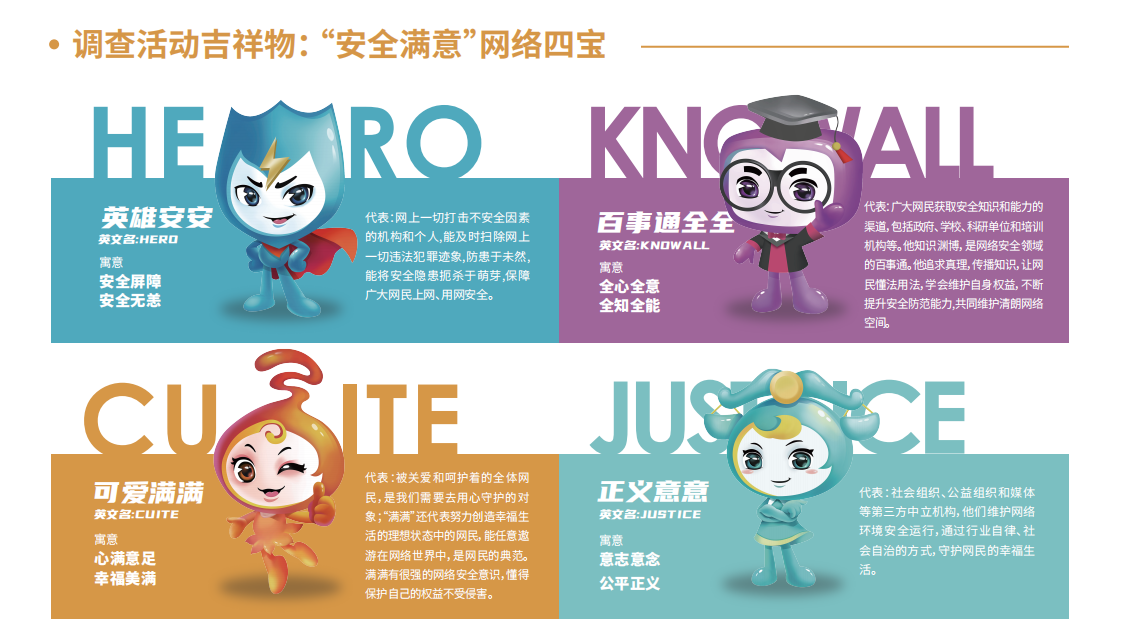 • 调查活动吉祥物：“安全满意”网络四宝
HERO
英雄安安
英文名:HERO
寓意
安全屏障
安全无恙
代表：网上一切打击不安全因素
的机构和个人，能及时扫除网上
一切违法犯罪迹象，防患于未然，
能将安全隐患扼杀于萌芽，保障
广大网民上网、用网安全。
KNOWALL
百事通全全
英文名:KNOWALL
寓意
全心全意
全知全能
代表：广大网民获取安全知识和能力的
渠道，包括政府、学校、科研单位和培训
机构等。他知识渊博，是网络安全领域
的百事通。他追求真理，传播知识，让网
民懂法用法，学会维护自身权益，不断
提升安全防范能力，共同维护清朗网络
空间。
CUITE
可爱满满
英文名:CUITE
寓意
心满意足
幸福美满
代表：被关爱和呵护着的全体网
民，是我们需要去用心守护的对
象；“满满”还代表努力创造幸福生
活的理想状态中的网民，能任意遨
游在网络世界中，是网民的典范。
满满有很强的网络安全意识，懂得
保护自己的权益不受侵害。
JUSTICE
正义意意
英文名:JUSTICE
寓意
意志意念
公平正义
代表：社会组织、公益组织和媒体
等第三方中立机构，他们维护网络
环境安全运行，通过行业自律、社
会自治的方式，守护网民的幸福生
活。